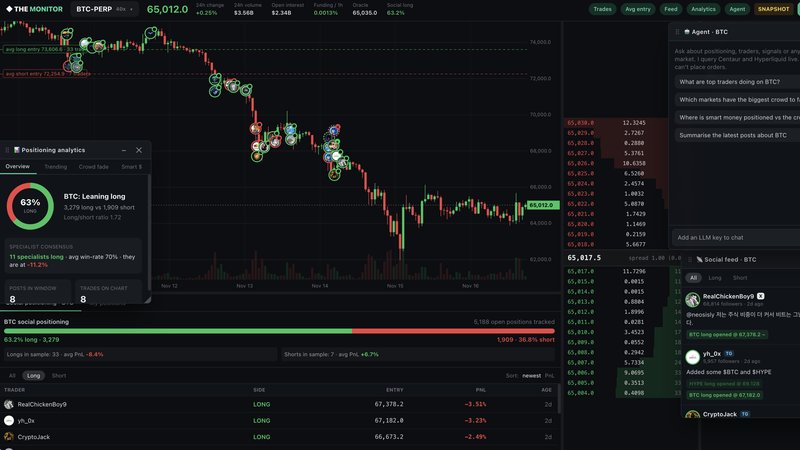 THE MONITOR
BTC-PERP 40x
65,012.0
24h change
+0.25%
24h volume
$3.56B
Open interest
$2.34B
Funding / 1h
0.0013%
Oracle
65,035.0
Social long
63.2%
Trades
Avg entry
Feed
Analytics
Agent
SNAPSHOT
avg long entry 73,606.8
avg short entry 72,254.9
74,000.0
72,000.0
70,000.0
68,000.0
66,000.0
65,012.0
64,000.0
62,000.0
Nov 12
Nov 13
Nov 14
Nov 15
Nov 16
Positioning analytics
Overview
Trending
Crowd fade
Smart $
63%
LONG
BTC: Leaning long
3,279 long vs 1,909 short
Long/short ratio 1.72
SPECIALIST CONSENSUS
11 specialists long · avg win-rate 70% · they
are at -11.2%
POSTS IN WINDOW
8
TRADES ON CHART
8
BTC social positioning
6,188 open positions tracked
63.2% long · 3,279
1,909 · 36.8% short
Longs in sample: 33 · avg PnL -8.4%
Shorts in sample: 7 · avg PnL +0.7%
All
Long
Short
Sort: newest PnL
TRADER
SIDE
ENTRY
PNL
AGE
RealChickenBoy9 LONG 67,378.2 -3.51% 2d
yh_0x LONG 67,182.0 -3.23% 2d
CryptoJack LONG 66,673.2 -2.49% 2d
65,030.0 12.3245
65,029.0 2.7267
65,028.0 0.2880
65,027.0 5.3761
65,026.0 10.6358
65,025.0 6.5260
65,024.0 2.4574
65,023.0 1.0032
65,022.0 5.0870
65,021.0 1.7429
65,020.0 1.1469
65,019.0 0.2159
65,018.0 5.6677
65,017.5 spread 1.00
65,017.0 11.7296
65,015.0 0.0015
65,014.0 0.0015
65,013.0 0.8804
65,012.0 1.8996
65,011.0 0.0281
65,010.0 3.4523
65,009.0 0.0552
65,008.0 0.2942
65,007.0 5.7334
65,006.0 9.0695
65,005.0 0.3513
65,004.0 0.4098
Agent · BTC
Ask about positioning, traders, signals or any
market. I query Centaur and Hyperliquid live.
can't place orders.
What are top traders doing on BTC?
Which markets have the biggest crowd to
Where is smart money positioned vs the
Summarise the latest posts about BTC
Add an LLM key to chat
Social feed · BTC
All
Long
Short
RealChickenBoy9 X
followers · 2d ago
BTC long opened @ 67,378.2
yh_0x TG
5,957 followers · 2d ago
Added some $BTC and $HYPE
HYPE long opened @ 69.128
BTC long opened @ 67,182.0
CryptoJack TG